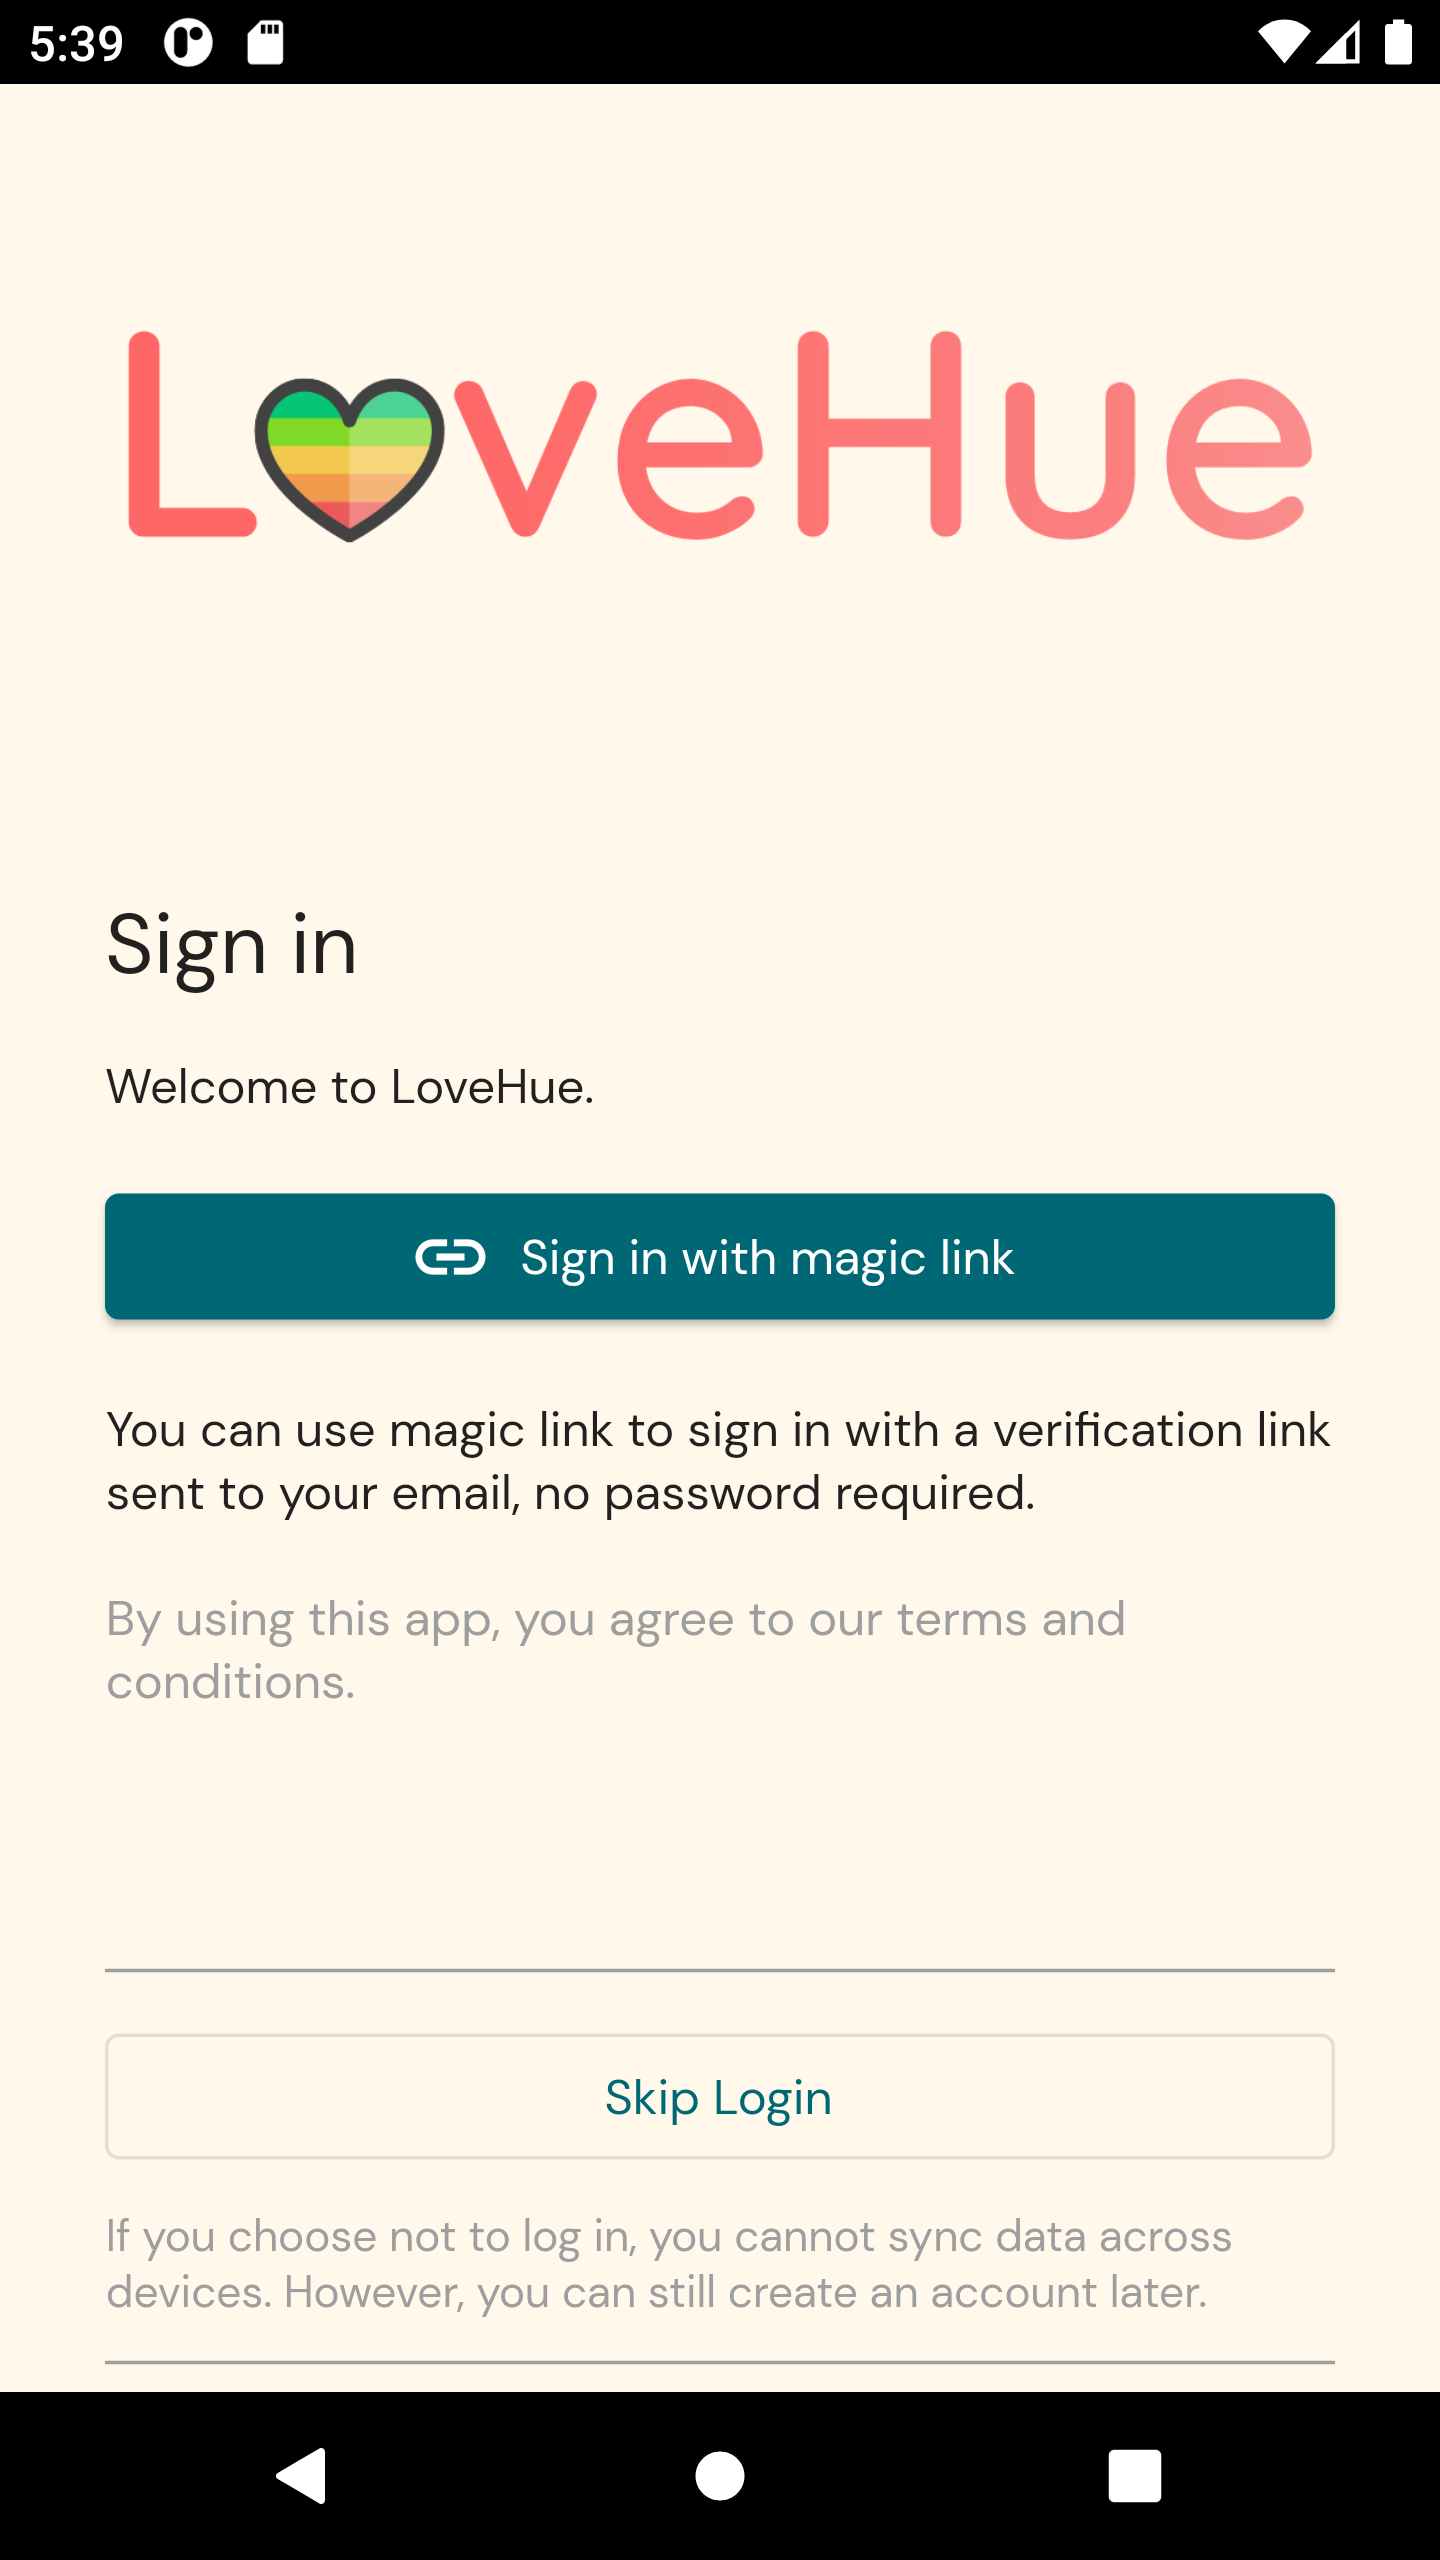 5:39
LoveHue
Sign in
Welcome to LoveHue.
Sign in with magic link
You can use magic link to sign in with a verification link
sent to your email, no password required.
By using this app, you agree to our terms and
conditions.
Skip Login
If you choose not to log in, you cannot sync data across
devices. However, you can still create an account later.